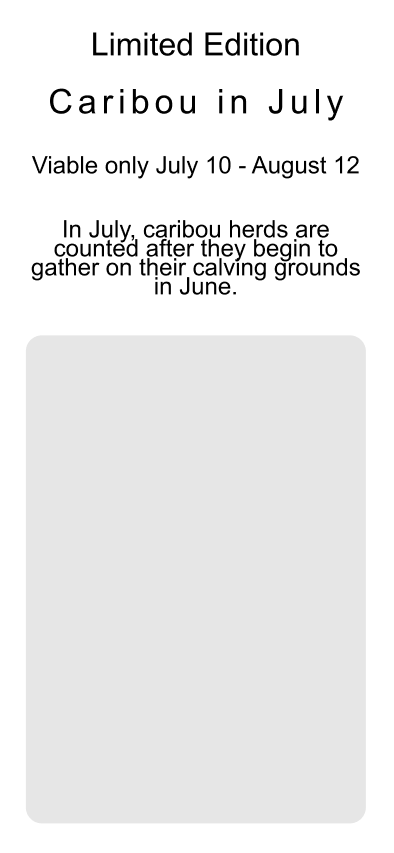 Limited Edition
Caribou in July
Viable only July 10 - August 12
In July, caribou herds are
counted after they begin to
gather on their calving grounds
in June.